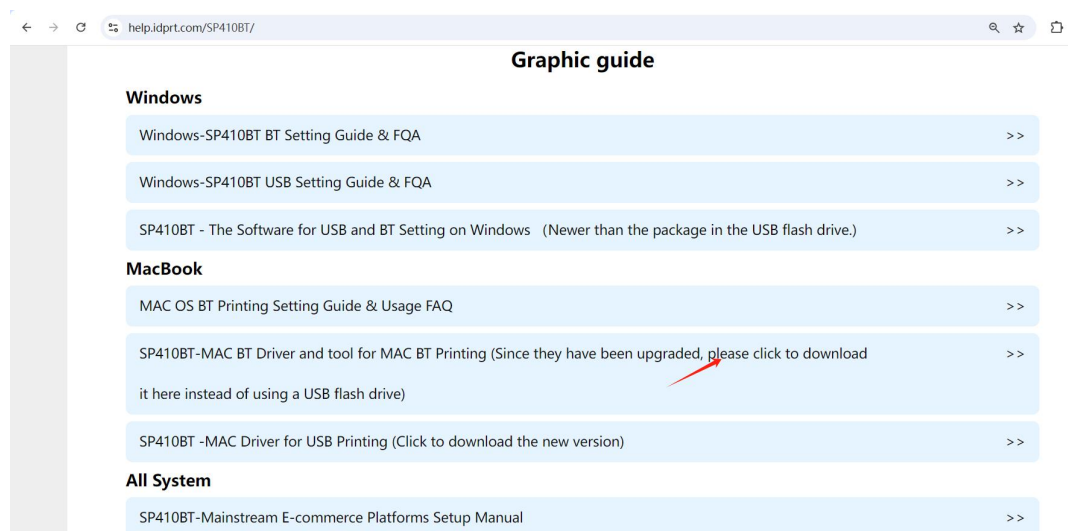 help.idprt.com/SP410BT/
Graphic guide
Windows
Windows-SP410BT BT Setting Guide & FQA >>
Windows-SP410BT USB Setting Guide & FQA >>
SP410BT - The Software for USB and BT Setting on Windows （Newer than the package in the USB flash drive.) >>
MacBook
MAC OS BT Printing Setting Guide & Usage FAQ >>
SP410BT-MAC BT Driver and tool for MAC BT Printing (Since they have been upgraded, please click to download >>
it here instead of using a USB flash drive)
SP410BT -MAC Driver for USB Printing (Click to download the new version) >>
All System
SP410BT-Mainstream E-commerce Platforms Setup Manual >>